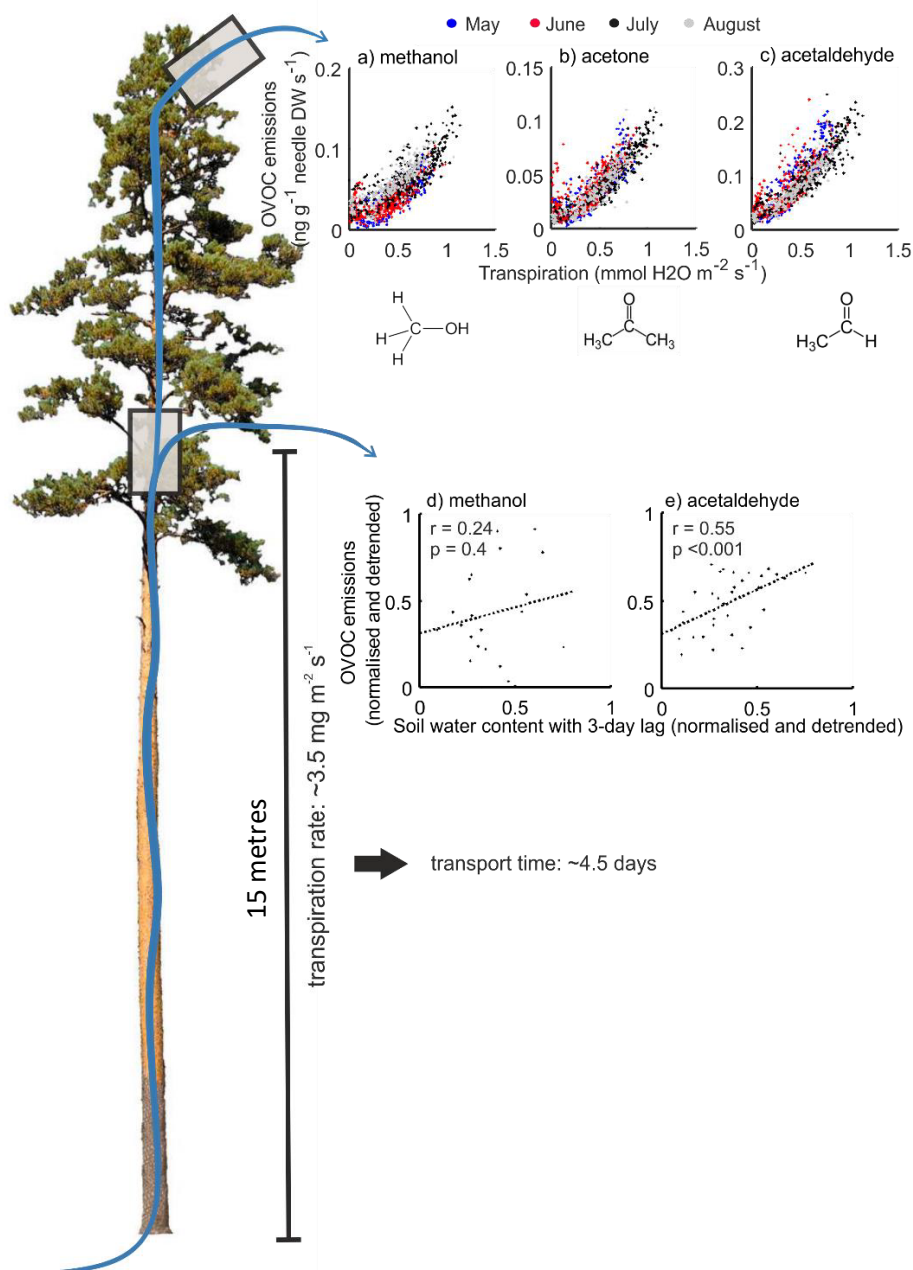 May June July August
a) methanol
b) acetone
c) acetaldehyde
OVOC emissions
(ng g⁻¹ needle DW s⁻¹)
0.2
0.1
0
0 0.5 1 1.5
0.15
0.1
0.05
0
0 0.5 1 1.5
0.3
0.2
0.1
0
0 0.5 1 1.5
Transpiration (mmol H2O m⁻² s⁻¹)
H
H C OH
H
O
C
H₃C CH₃
O
C
H₃C H
d) methanol
r = 0.24
p = 0.4
e) acetaldehyde
r = 0.55
p <0.001
OVOC emissions
(normalised and detrended)
1
0.5
0
0 0.5 1
1
0.5
0
0 0.5 1
Soil water content with 3-day lag (normalised and detrended)
15 metres
transpiration rate: ~3.5 mg m⁻² s⁻¹
transport time: ~4.5 days